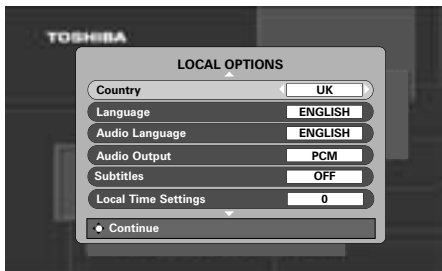 TOSHIBA
LOCAL OPTIONS
Country UK
Language ENGLISH
Audio Language ENGLISH
Audio Output PCM
Subtitles OFF
Local Time Settings 0
Continue